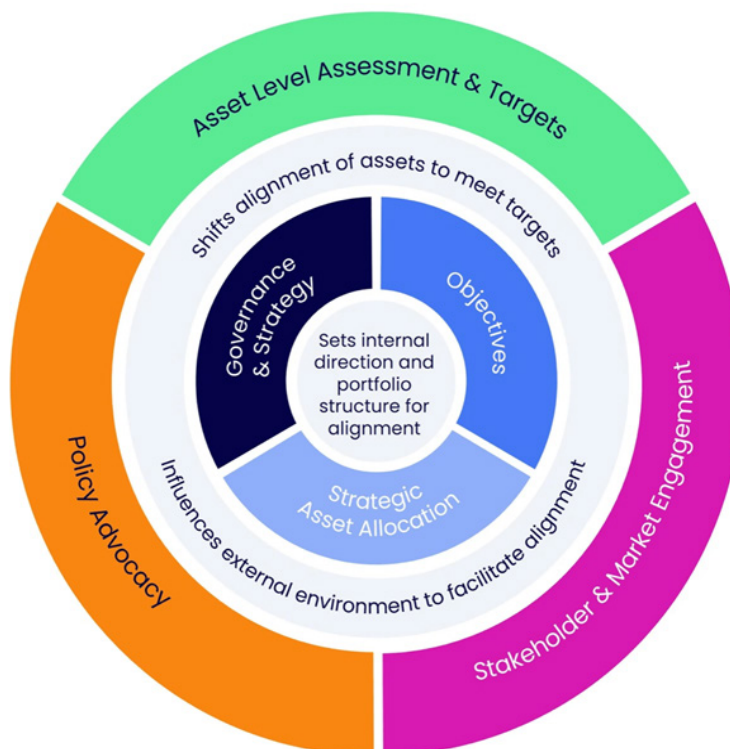 Asset Level Assessment & Targets
Shifts alignment of assets to meet targets
Governance
& Strategy
Objectives
Sets internal
direction and
portfolio
structure for
alignment
Strategic
Asset Allocation
Influences external environment to facilitate alignment
Policy Advocacy
Stakeholder & Market Engagement